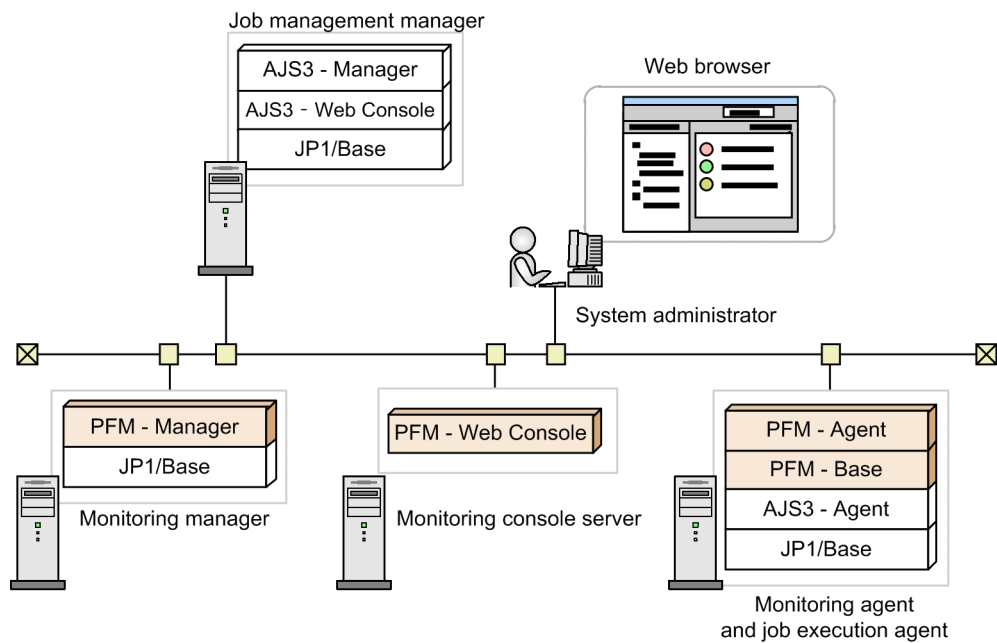 Job management manager
AJS3 - Manager
AJS3 - Web Console
JP1/Base
Web browser
System administrator
PFM - Manager
JP1/Base
Monitoring manager
PFM - Web Console
Monitoring console server
PFM - Agent
PFM - Base
AJS3 - Agent
JP1/Base
Monitoring agent
and job execution agent